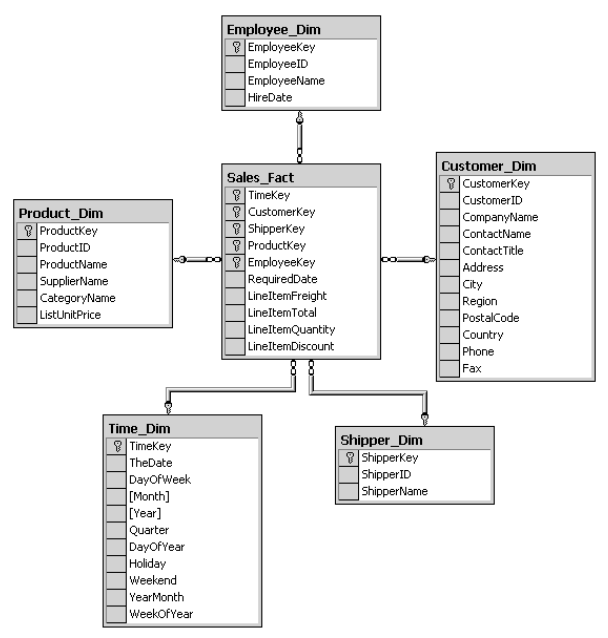 Employee_Dim
EmployeeKey
EmployeeID
EmployeeName
HireDate
Sales_Fact
TimeKey
CustomerKey
ShipperKey
ProductKey
EmployeeKey
RequiredDate
LineItemFreight
LineItemTotal
LineItemQuantity
LineItemDiscount
Customer_Dim
CustomerKey
CustomerID
CompanyName
ContactName
ContactTitle
Address
City
Region
PostalCode
Country
Phone
Fax
Product_Dim
ProductKey
ProductID
ProductName
SupplierName
CategoryName
ListUnitPrice
Time_Dim
TimeKey
TheDate
DayOfWeek
[Month]
[Year]
Quarter
DayOfYear
Holiday
Weekend
YearMonth
WeekOfYear
Shipper_Dim
ShipperKey
ShipperID
ShipperName